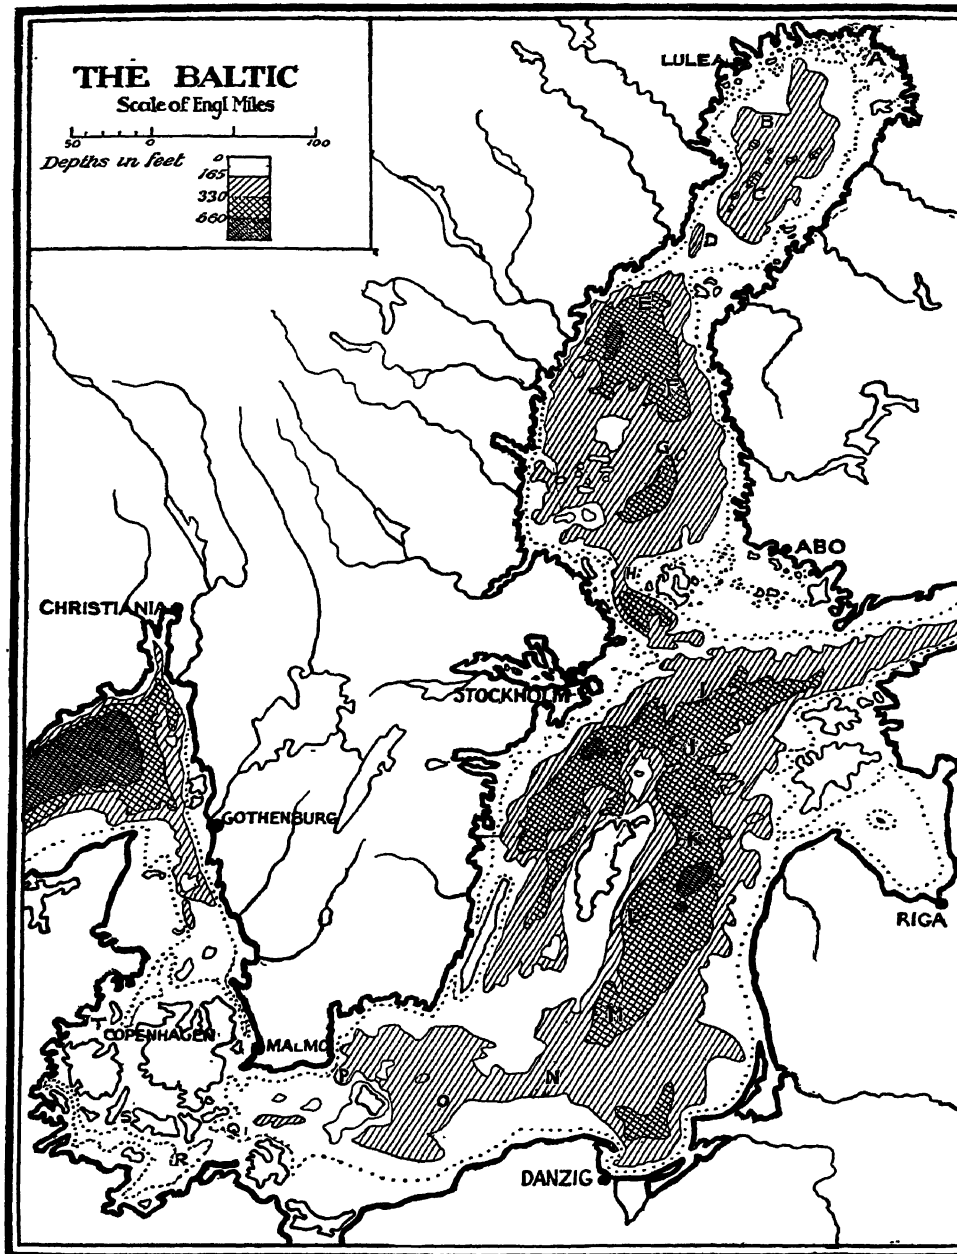 THE BALTIC
Scale of Engl Miles
50 0 100
Depths in feet
0
165
330
660
LULEA
A
B
C
D
E
F
G
ABO
H
CHRISTIANIA
STOCKHOLM
I
J
GOTHENBURG
K
L
RIGA
M
T
COPENHAGEN
MALMO
P
N
O
S
Q
R
DANZIG